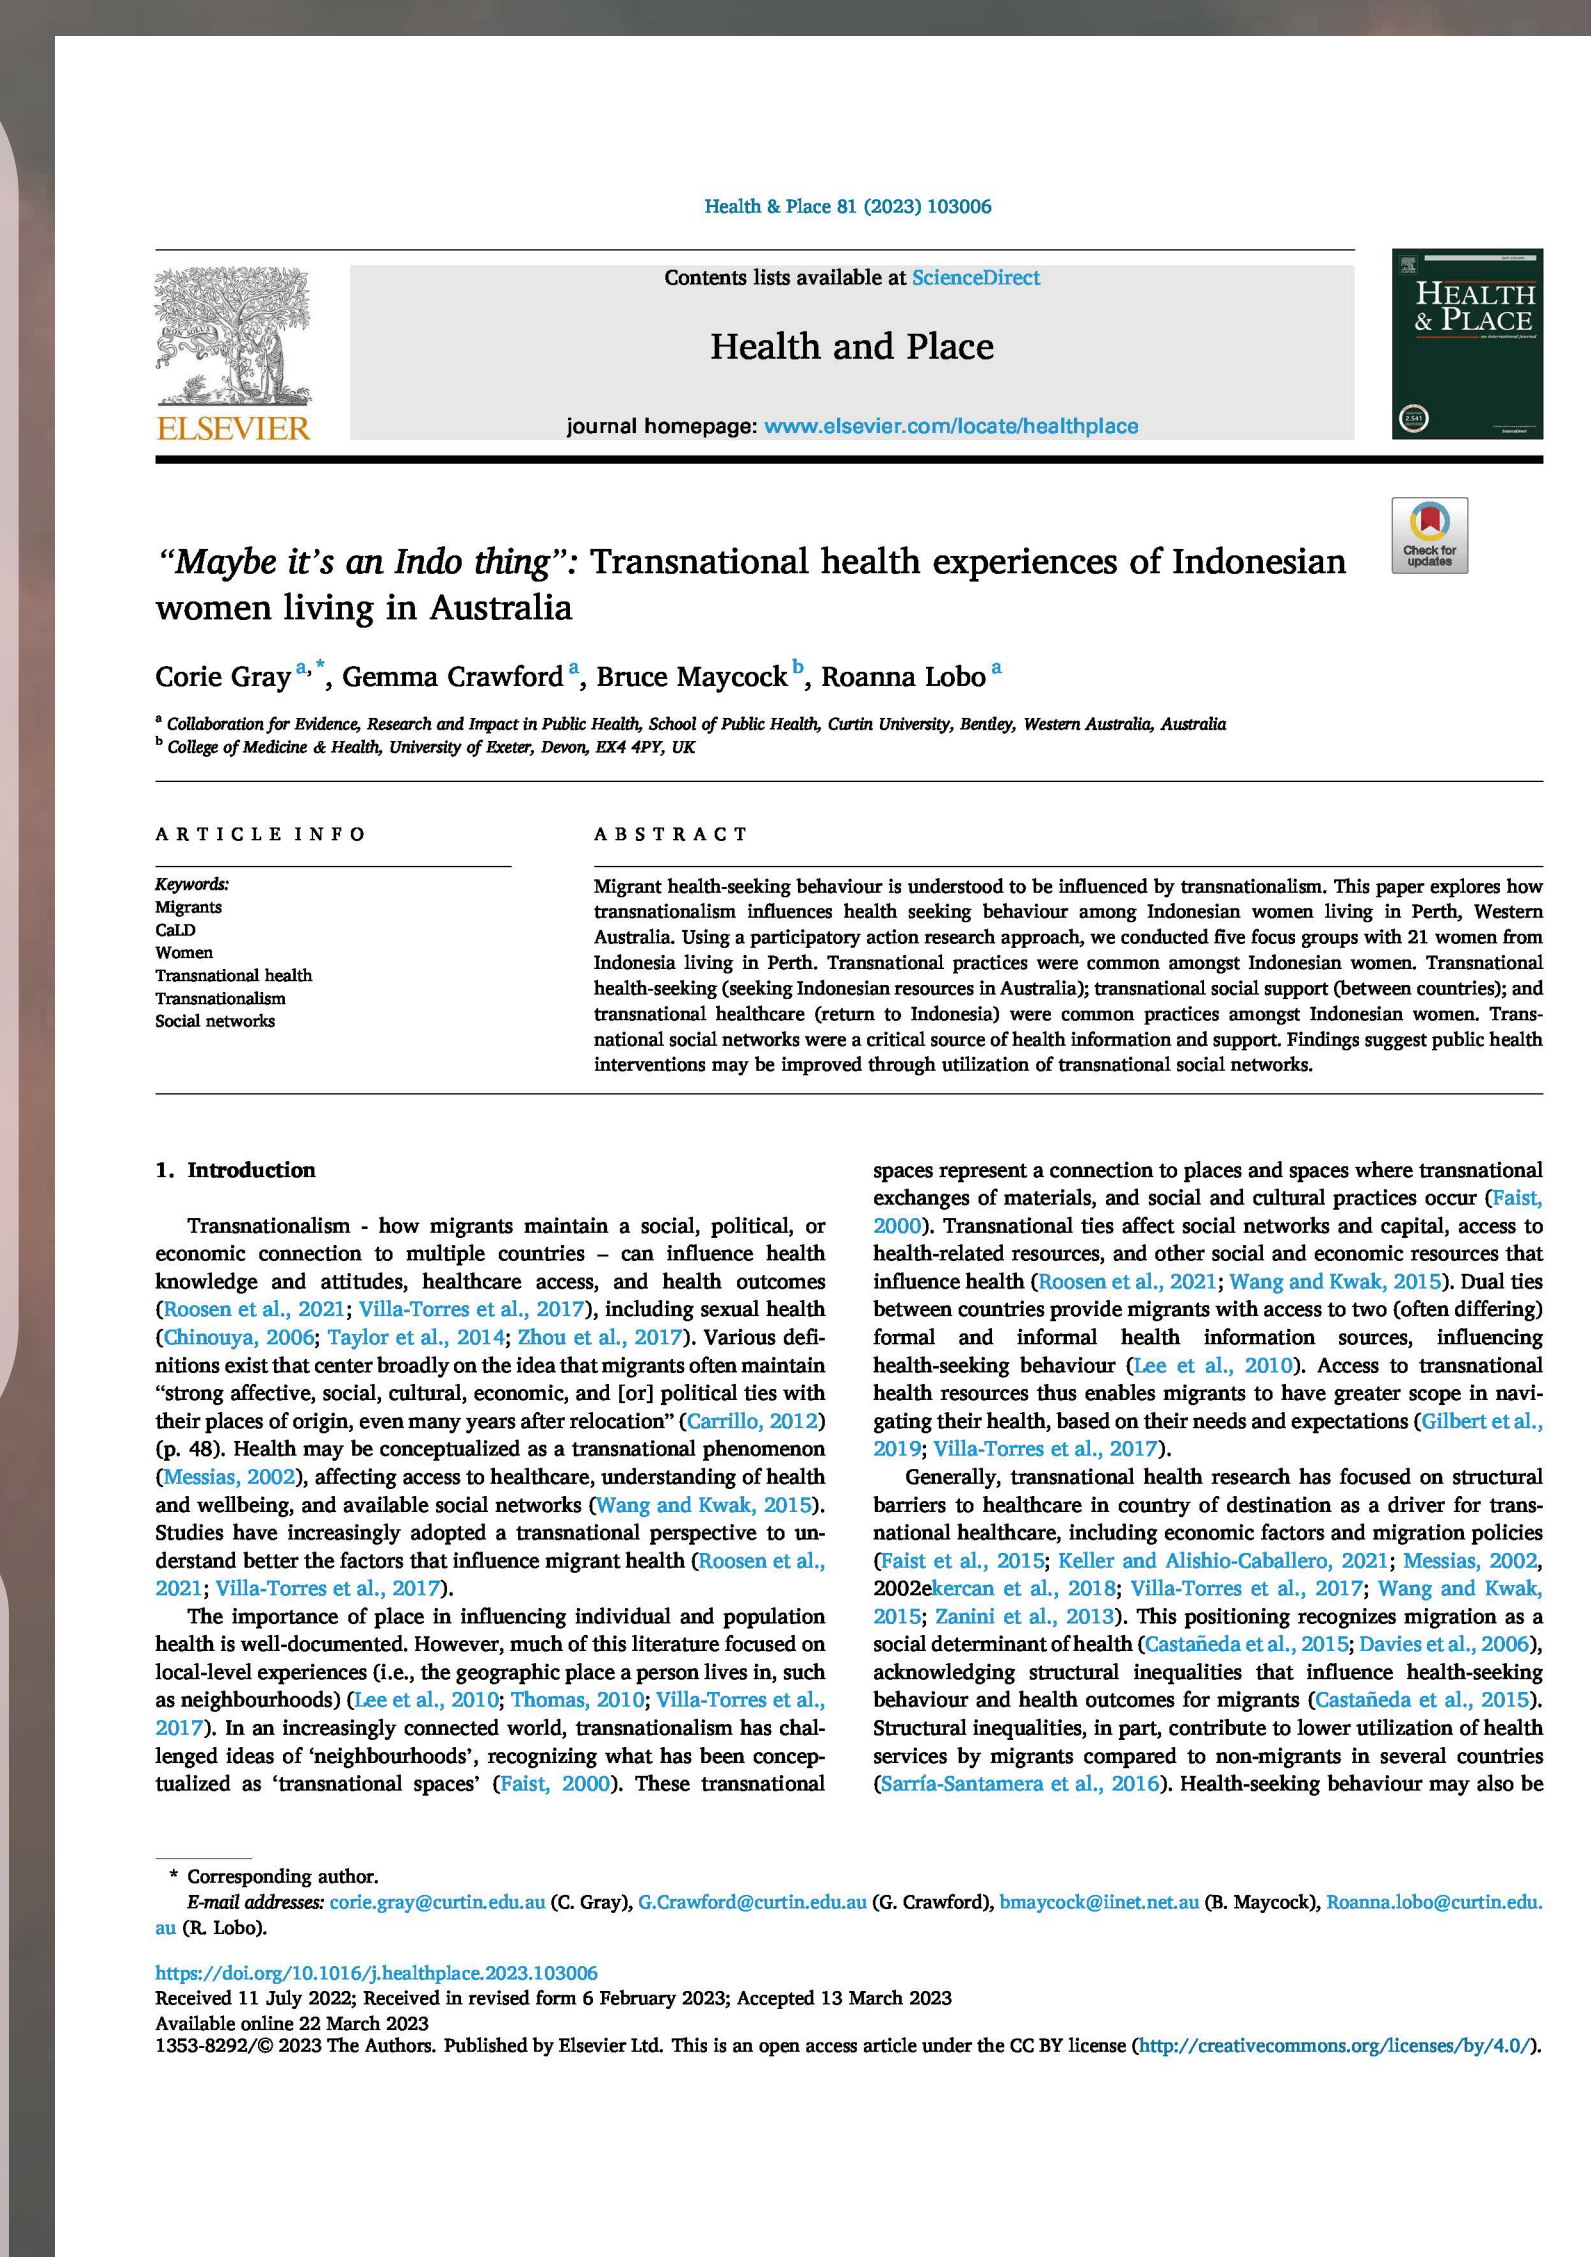 Health & Place 81 (2023) 103006
Contents lists available at ScienceDirect
Health and Place
journal homepage: www.elsevier.com/locate/healthplace
NON SOLUS
ELSEVIER
HEALTH
& PLACE
an international journal
2.541
ScienceDirect
Check for
updates
“Maybe it’s an Indo thing”: Transnational health experiences of Indonesian
women living in Australia
Corie Gray a,*, Gemma Crawford a, Bruce Maycock b, Roanna Lobo a
a Collaboration for Evidence, Research and Impact in Public Health, School of Public Health, Curtin University, Bentley, Western Australia, Australia
b College of Medicine & Health, University of Exeter, Devon, EX4 4PY, UK
ARTICLE INFO
Keywords:
Migrants
CaLD
Women
Transnational health
Transnationalism
Social networks
ABSTRACT
Migrant health-seeking behaviour is understood to be influenced by transnationalism. This paper explores how
transnationalism influences health seeking behaviour among Indonesian women living in Perth, Western
Australia. Using a participatory action research approach, we conducted five focus groups with 21 women from
Indonesia living in Perth. Transnational practices were common amongst Indonesian women. Transnational
health-seeking (seeking Indonesian resources in Australia); transnational social support (between countries); and
transnational healthcare (return to Indonesia) were common practices amongst Indonesian women. Trans-
national social networks were a critical source of health information and support. Findings suggest public health
interventions may be improved through utilization of transnational social networks.
1. Introduction
Transnationalism - how migrants maintain a social, political, or
economic connection to multiple countries – can influence health
knowledge and attitudes, healthcare access, and health outcomes
(Roosen et al., 2021; Villa-Torres et al., 2017), including sexual health
(Chinouya, 2006; Taylor et al., 2014; Zhou et al., 2017). Various defi-
nitions exist that center broadly on the idea that migrants often maintain
“strong affective, social, cultural, economic, and [or] political ties with
their places of origin, even many years after relocation” (Carrillo, 2012)
(p. 48). Health may be conceptualized as a transnational phenomenon
(Messias, 2002), affecting access to healthcare, understanding of health
and wellbeing, and available social networks (Wang and Kwak, 2015).
Studies have increasingly adopted a transnational perspective to un-
derstand better the factors that influence migrant health (Roosen et al.,
2021; Villa-Torres et al., 2017).
The importance of place in influencing individual and population
health is well-documented. However, much of this literature focused on
local-level experiences (i.e., the geographic place a person lives in, such
as neighbourhoods) (Lee et al., 2010; Thomas, 2010; Villa-Torres et al.,
2017). In an increasingly connected world, transnationalism has chal-
lenged ideas of ‘neighbourhoods’, recognizing what has been concep-
tualized as ‘transnational spaces’ (Faist, 2000). These transnational
spaces represent a connection to places and spaces where transnational
exchanges of materials, and social and cultural practices occur (Faist,
2000). Transnational ties affect social networks and capital, access to
health-related resources, and other social and economic resources that
influence health (Roosen et al., 2021; Wang and Kwak, 2015). Dual ties
between countries provide migrants with access to two (often differing)
formal and informal health information sources, influencing
health-seeking behaviour (Lee et al., 2010). Access to transnational
health resources thus enables migrants to have greater scope in navi-
gating their health, based on their needs and expectations (Gilbert et al.,
2019; Villa-Torres et al., 2017).
Generally, transnational health research has focused on structural
barriers to healthcare in country of destination as a driver for trans-
national healthcare, including economic factors and migration policies
(Faist et al., 2015; Keller and Alishio-Caballero, 2021; Messias, 2002,
2002ekercan et al., 2018; Villa-Torres et al., 2017; Wang and Kwak,
2015; Zanini et al., 2013). This positioning recognizes migration as a
social determinant of health (Castañeda et al., 2015; Davies et al., 2006),
acknowledging structural inequalities that influence health-seeking
behaviour and health outcomes for migrants (Castañeda et al., 2015).
Structural inequalities, in part, contribute to lower utilization of health
services by migrants compared to non-migrants in several countries
(Sarría-Santamera et al., 2016). Health-seeking behaviour may also be
* Corresponding author.
E-mail addresses: corie.gray@curtin.edu.au (C. Gray), G.Crawford@curtin.edu.au (G. Crawford), bmaycock@iinet.net.au (B. Maycock), Roanna.lobo@curtin.edu.
au (R. Lobo).
https://doi.org/10.1016/j.healthplace.2023.103006
Received 11 July 2022; Received in revised form 6 February 2023; Accepted 13 March 2023
Available online 22 March 2023
1353-8292/© 2023 The Authors. Published by Elsevier Ltd. This is an open access article under the CC BY license (http://creativecommons.org/licenses/by/4.0/).